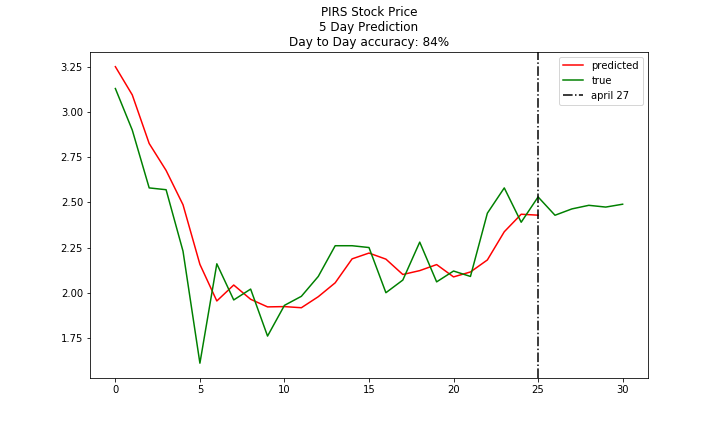 PIRS Stock Price
5 Day Prediction
Day to Day accuracy: 84%
predicted
true
april 27
3.25
3.00
2.75
2.50
2.25
2.00
1.75
0 5 10 15 20 25 30